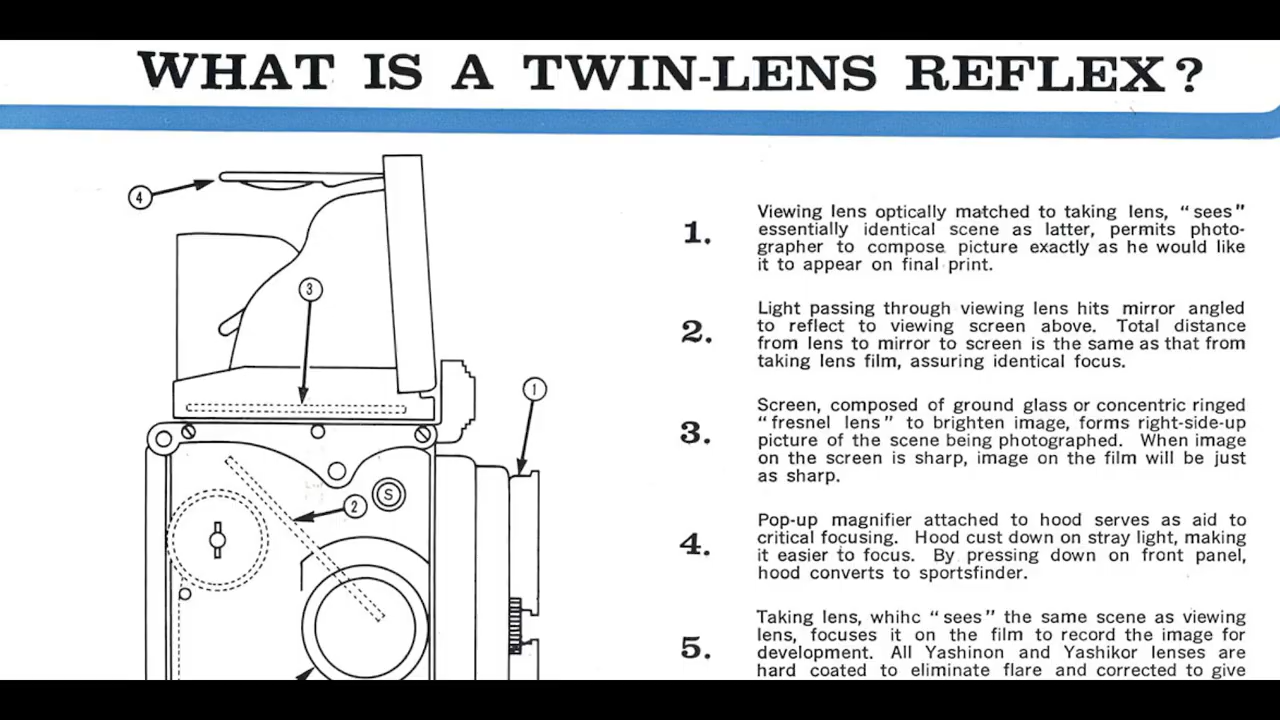 WHAT IS A TWIN-LENS REFLEX?
4
3
1
S
2
1.
Viewing lens optically matched to taking lens, “sees”
essentially identical scene as latter, permits photo-
grapher to compose picture exactly as he would like
it to appear on final print.
2.
Light passing through viewing lens hits mirror angled
to reflect to viewing screen above. Total distance
from lens to mirror to screen is the same as that from
taking lens film, assuring identical focus.
3.
Screen, composed of ground glass or concentric ringed
“fresnel lens” to brighten image, forms right-side-up
picture of the scene being photographed. When image
on the screen is sharp, image on the film will be just
as sharp.
4.
Pop-up magnifier attached to hood serves as aid to
critical focusing. Hood cust down on stray light, making
it easier to focus. By pressing down on front panel,
hood converts to sportsfinder.
5.
Taking lens, whihc “sees” the same scene as viewing
lens, focuses it on the film to record the image for
development. All Yashinon and Yashikor lenses are
hard coated to eliminate flare and corrected to give